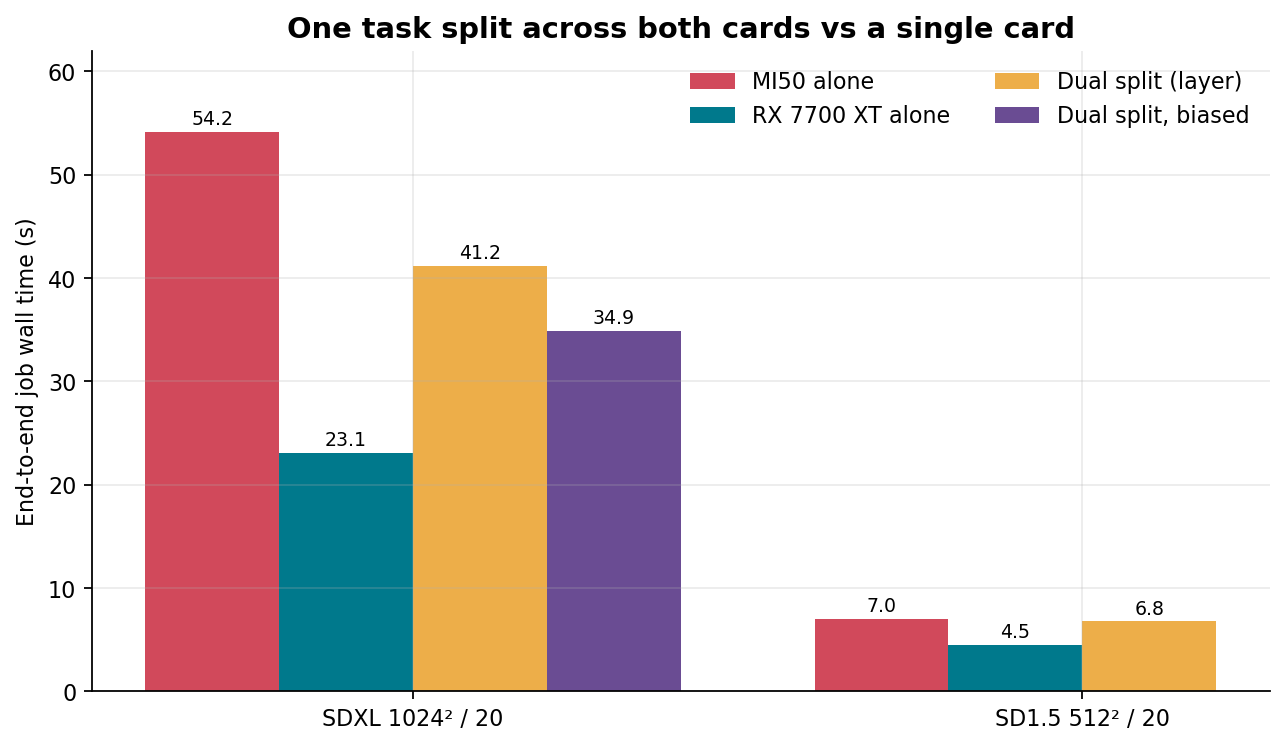 One task split across both cards vs a single card
MI50 alone
RX 7700 XT alone
Dual split (layer)
Dual split, biased
End-to-end job wall time (s)
60
50
40
30
20
10
0
54.2
23.1
41.2
34.9
7.0
4.5
6.8
SDXL 1024² / 20
SD1.5 512² / 20